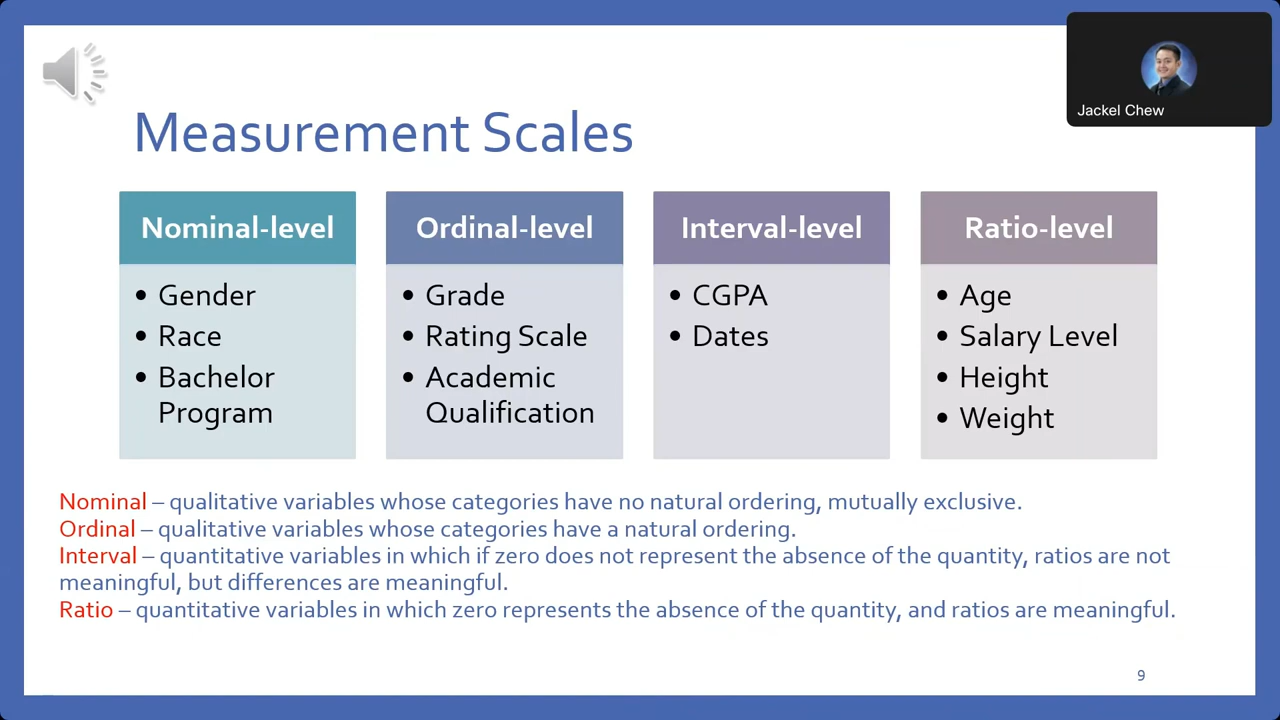 Jackel Chew
Measurement Scales
Nominal-level
• Gender
• Race
• Bachelor
Program
Ordinal-level
• Grade
• Rating Scale
• Academic
Qualification
Interval-level
• CGPA
• Dates
Ratio-level
• Age
• Salary Level
• Height
• Weight
Nominal – qualitative variables whose categories have no natural ordering, mutually exclusive.
Ordinal – qualitative variables whose categories have a natural ordering.
Interval – quantitative variables in which if zero does not represent the absence of the quantity, ratios are not
meaningful, but differences are meaningful.
Ratio – quantitative variables in which zero represents the absence of the quantity, and ratios are meaningful.
9